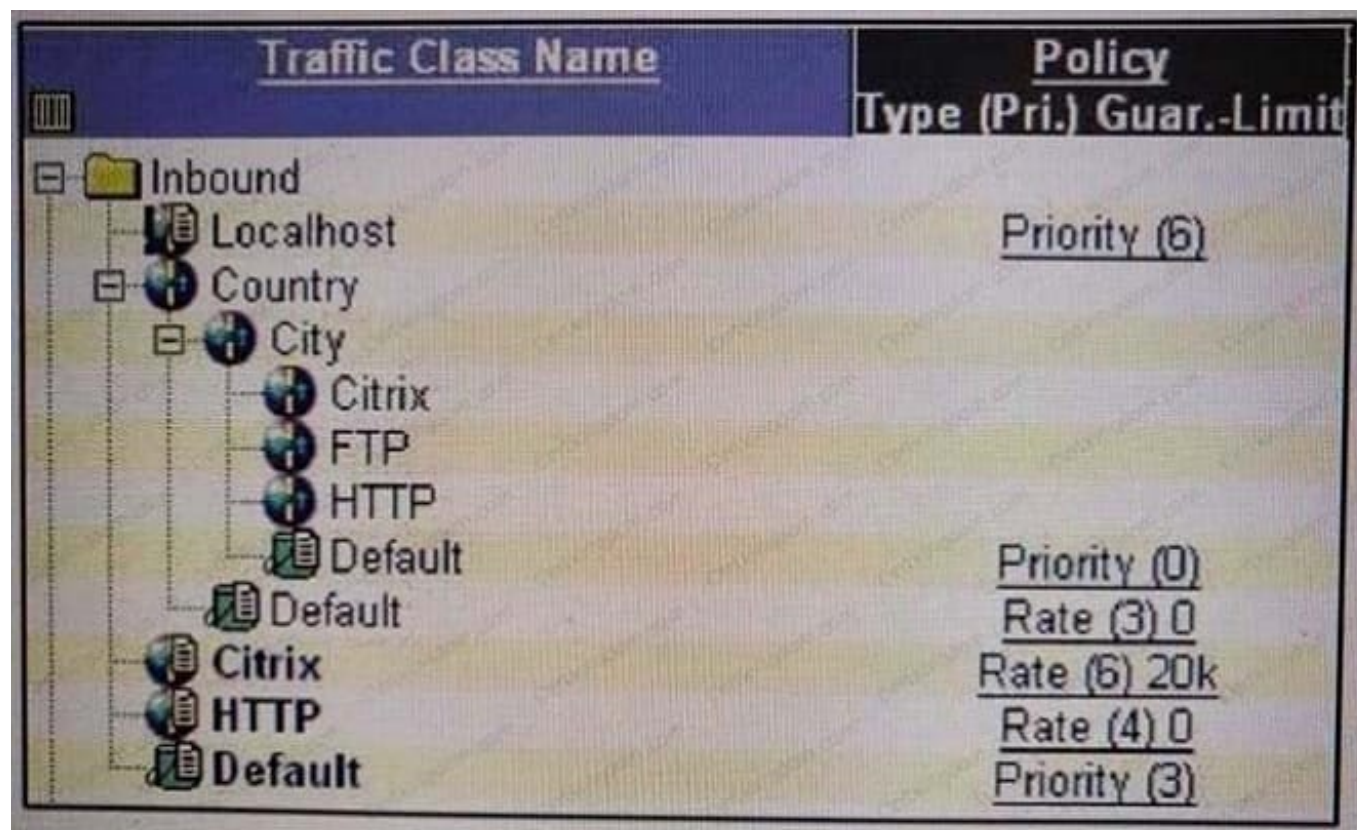 Traffic Class Name Policy
Type (Pri.) Guar.-Limit
Inbound
Localhost Priority (6)
Country
City
Citrix
FTP
HTTP
Default Priority (0)
Default Rate (3) 0
Citrix Rate (6) 20k
HTTP Rate (4) 0
Default Priority (3)